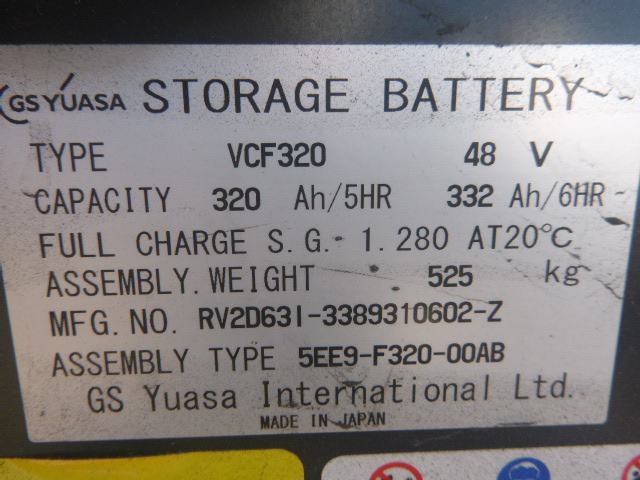 GS YUASA STORAGE BATTERY
TYPE VCF320 48 V
CAPACITY 320 Ah/5HR 332 Ah/6HR
FULL CHARGE S.G. 1.280 AT20℃
ASSEMBLY.WEIGHT 525 kg
MFG.NO. RV2D631-3389310602-Z
ASSEMBLY TYPE 5EE9-F320-00AB
GS Yuasa International Ltd.
MADE IN JAPAN